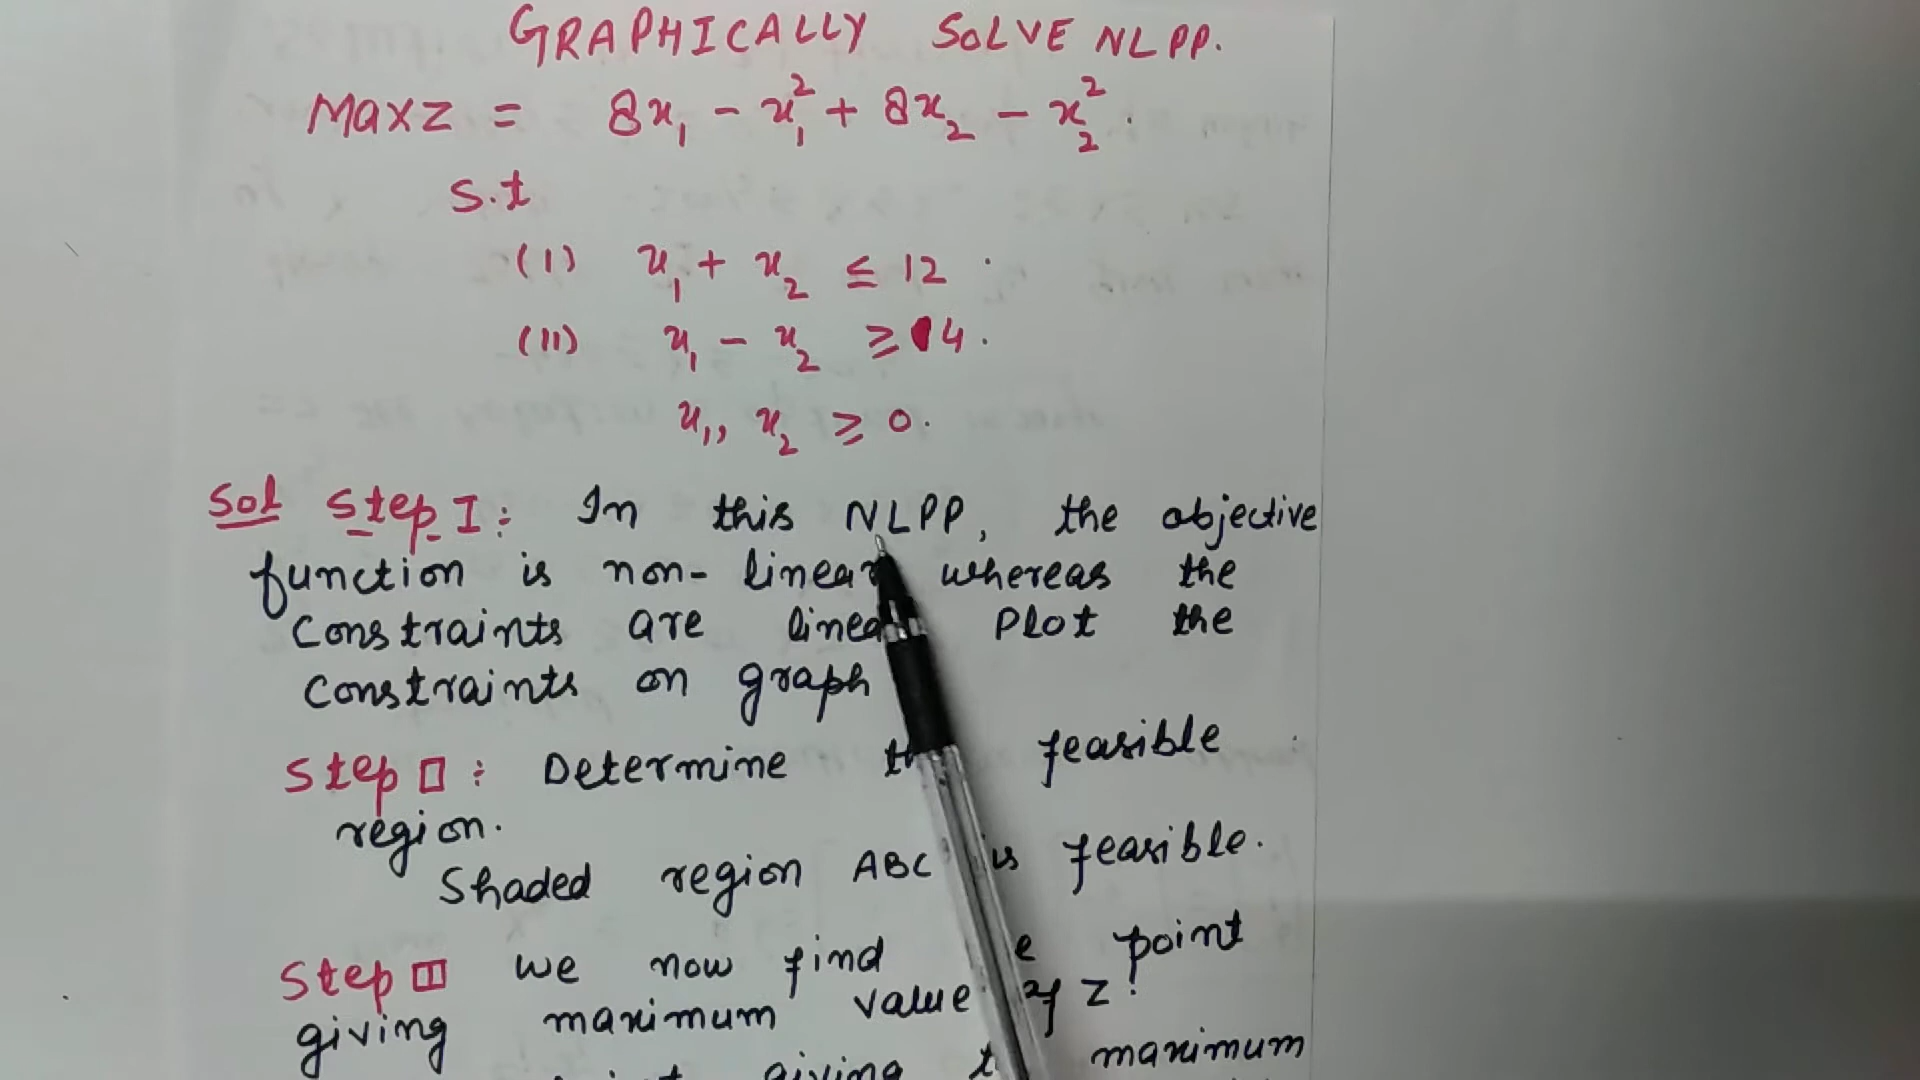 GRAPHICALLY SOLVE NLPP.
Max Z = 8x₁ - x₁² + 8x₂ - x₂².
S.t
(I) x₁ + x₂ ≤ 12
(II) x₁ - x₂ ≥ 4.
x₁, x₂ ≥ 0.
Sol Step I: In this NLPP, the objective
function is non-linear whereas the
constraints are linear Plot the
constraints on graph
Step II: Determine feasible
region.
Shaded region ABC is feasible.
Step III we now find point
giving maximum value of Z.
giving maximum